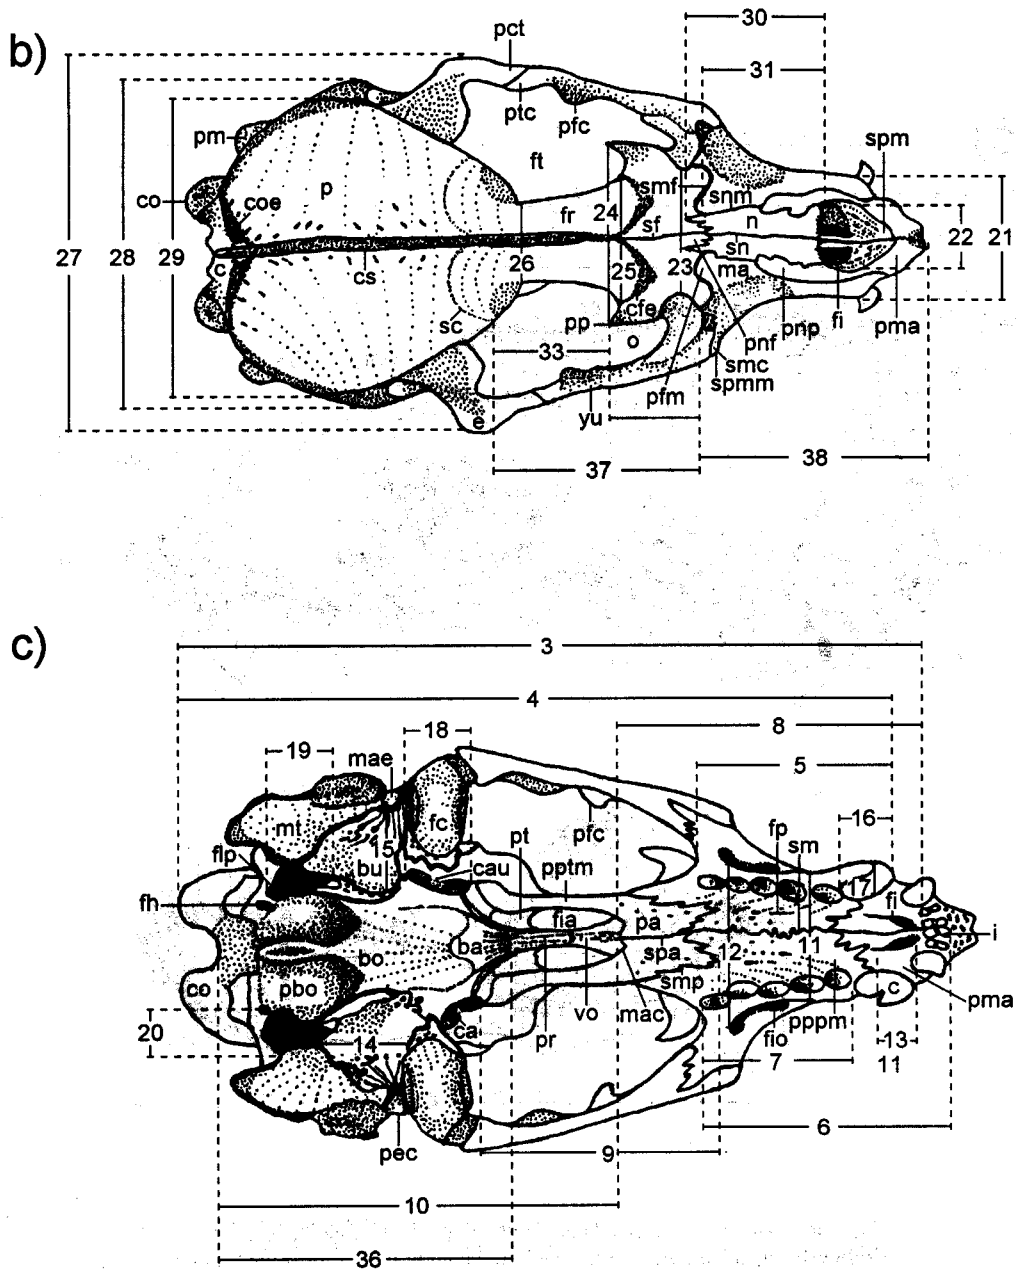 b)
30
pct
31
ptc
pfc
spm
pm
ft
p
smf
snm
co
coe
n
fr
24
sf
27
28
29
c
cs
26
25
23
sn
ma
22
21
sc
pp
cfe
o
pnp
fi
pma
33
pnf
smc
spmm
pfm
e
yu
37
38
c)
3
4
8
18
5
19
mae
16
mt
fc
pfc
fp
sm
15
pt
flp
bu
cau
pptm
17
fi
fh
fia
pa
ba
i
bo
spa
12
11
co
pbo
smp
c
pma
ca
pr
vo
mac
pppm
20
14
fio
13
7
11
pec
6
9
10
36